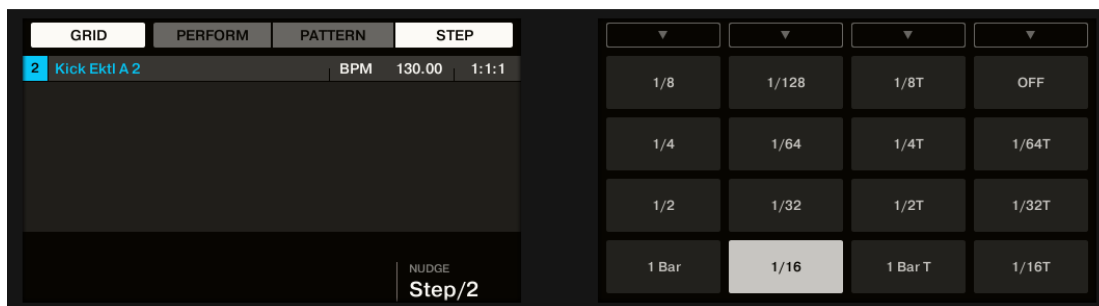 GRID PERFORM PATTERN STEP
2 Kick Ektl A 2 BPM 130.00 1:1:1
NUDGE
Step/2
1/8 1/128 1/8T OFF
1/4 1/64 1/4T 1/64T
1/2 1/32 1/2T 1/32T
1 Bar 1/16 1 Bar T 1/16T